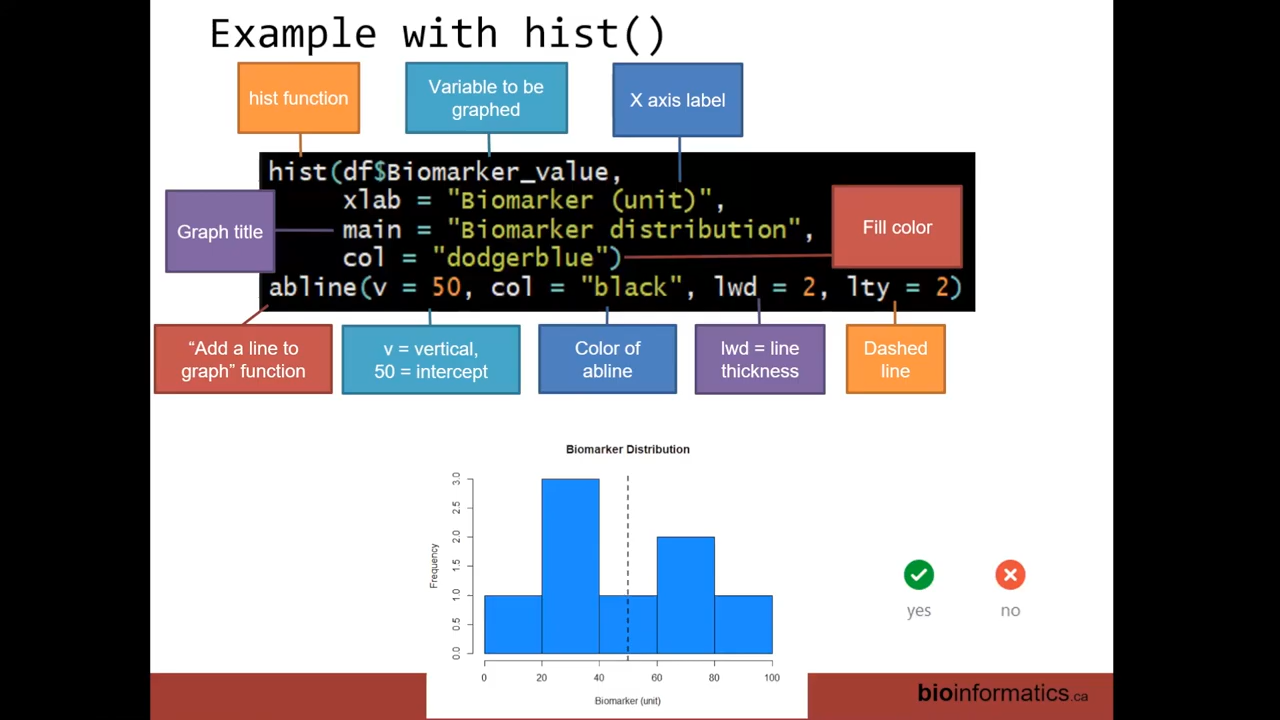 Example with hist()
hist function
Variable to be
graphed
X axis label
hist(df$Biomarker_value,
xlab = "Biomarker (unit)",
main = "Biomarker distribution",
col = "dodgerblue")
abline(v = 50, col = "black", lwd = 2, lty = 2)
Graph title
Fill color
“Add a line to
graph” function
v = vertical,
50 = intercept
Color of
abline
lwd = line
thickness
Dashed
line
Biomarker Distribution
Frequency
3.0
2.5
2.0
1.5
1.0
0.5
0.0
0 20 40 60 80 100
Biomarker (unit)
yes no
bioinformatics.ca